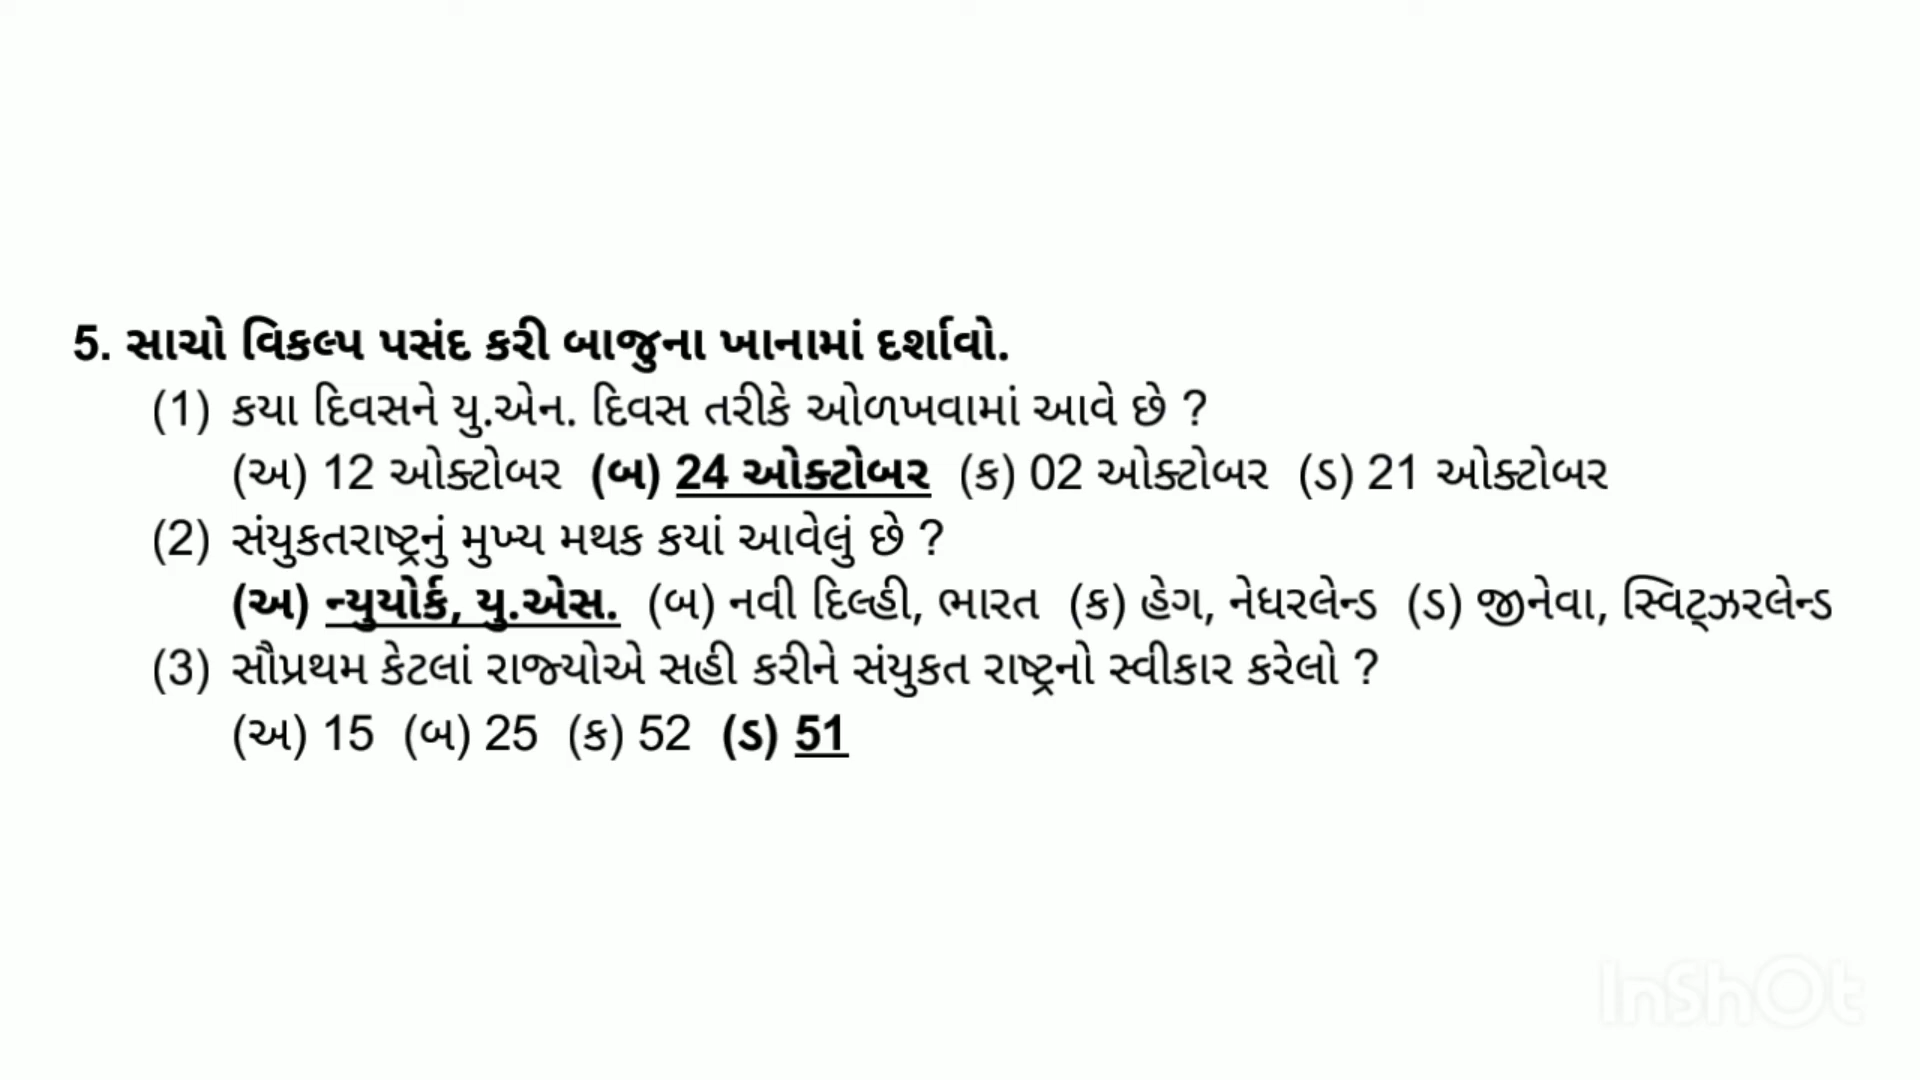 5. સાચો વિકલ્પ પસંદ કરી બાજુના ખાનામાં દર્શાવો.
(1) કયા દિવસને યુ.એન. દિવસ તરીકે ઓળખવામાં આવે છે ?
(અ) 12 ઓક્ટોબર (બ) 24 ઓક્ટોબર (ક) 02 ઓક્ટોબર (ડ) 21 ઓક્ટોબર
(2) સંયુકતરાષ્ટ્રનું મુખ્ય મથક કયાં આવેલું છે ?
(અ) ન્યુયોર્ક, યુ.એસ. (બ) નવી દિલ્હી, ભારત (ક) હેગ, નેધરલેન્ડ (ડ) જીનેવા, સ્વિટ્ઝરલેન્ડ
(3) સૌપ્રથમ કેટલાં રાજ્યોએ સહી કરીને સંયુકત રાષ્ટ્રનો સ્વીકાર કરેલો ?
(અ) 15 (બ) 25 (ક) 52 (ડ) 51
InShOt